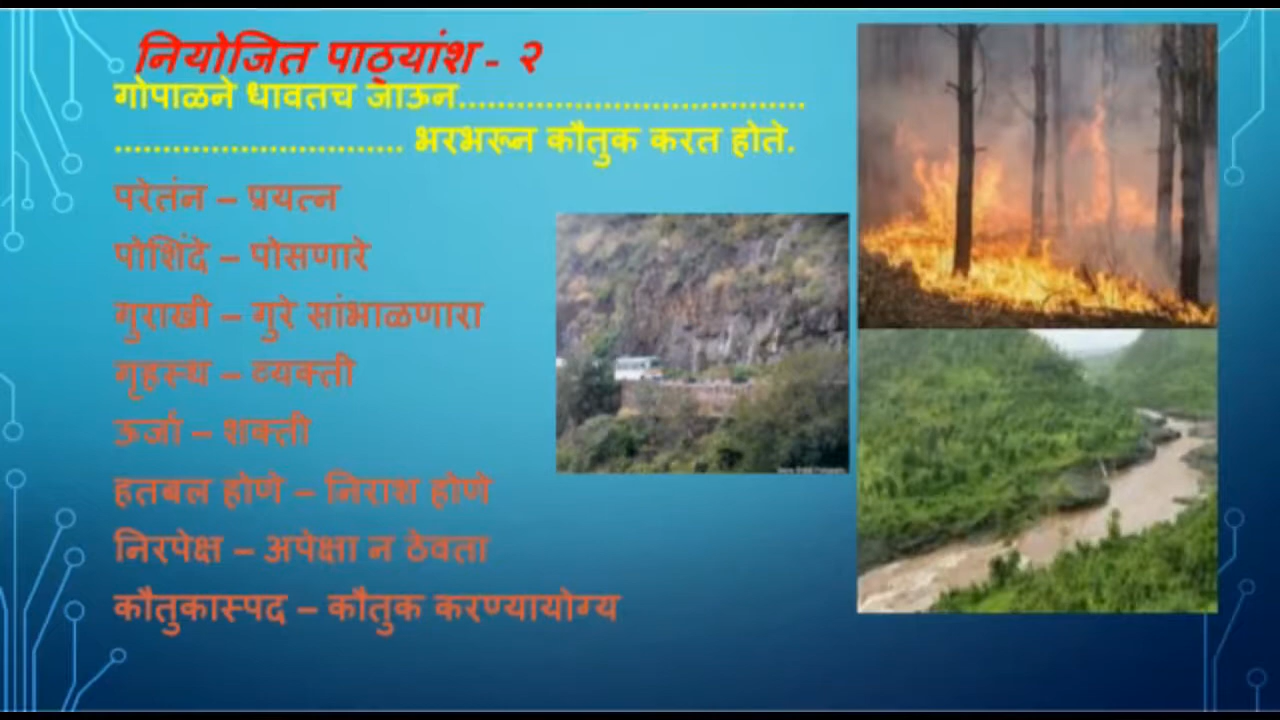 नियोजित पाठ्यांश - २
गोपाळने धावतच जाऊन...................................
............................. भरभरून कौतुक करत होते.
परेतंन – प्रयत्न
पोशिंदे – पोसणारे
गुराखी – गुरे सांभाळणारा
गृहस्थ – व्यक्ती
ऊर्जा – शक्ती
हतबल होणे – निराश होणे
निरपेक्ष – अपेक्षा न ठेवता
कौतुकास्पद – कौतुक करण्यायोग्य